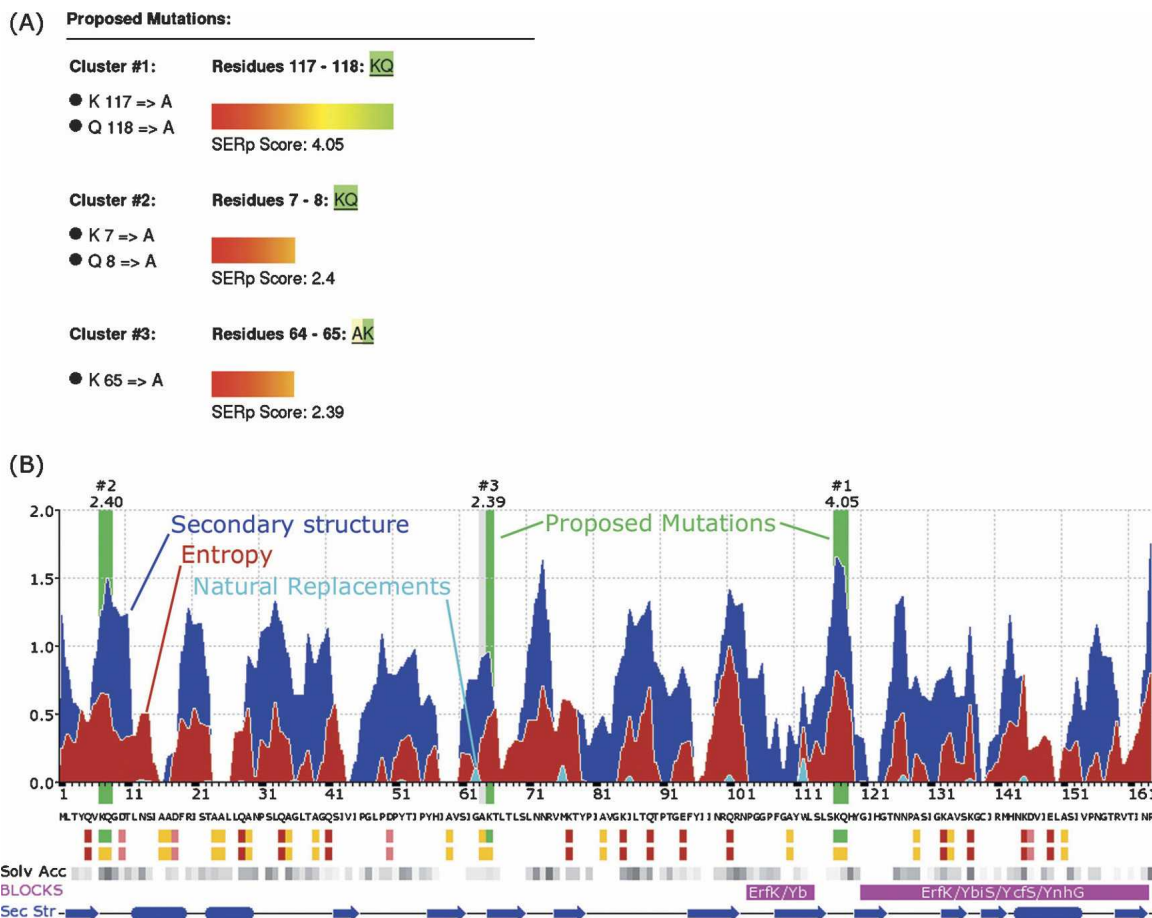 (A)
Proposed Mutations:
Cluster #1: Residues 117 - 118: KQ
● K 117 => A
● Q 118 => A
SERp Score: 4.05
Cluster #2: Residues 7 - 8: KQ
● K 7 => A
● Q 8 => A
SERp Score: 2.4
Cluster #3: Residues 64 - 65: AK
● K 65 => A
SERp Score: 2.39
(B)
#2 #3 #1
2.40 2.39 4.05
2.0
Secondary structure
Proposed Mutations
Entropy
1.5
Natural Replacements
1.0
0.5
0.0
1 11 21 31 41 51 61 71 81 91 101 111 121 131 141 151 161
MLTYQVKQGDTLNSIAADFRISTAALLQANPSLQAGLTAGQSIVIPGLPDPYTIPYHIAVSIGAKTLTLSLNNRVMKTYPIAVGKILTQTPTGEFYIINRQRNPGGPFGAYWLSLSKQHYGIHGTNNPASIGKAVSKGCIRMHNKDVIELASIVPNGTRVTINR
Solv Acc
BLOCKS ErfK/Yb ErfK/YbiS/YcfS/YnhG
Sec Str